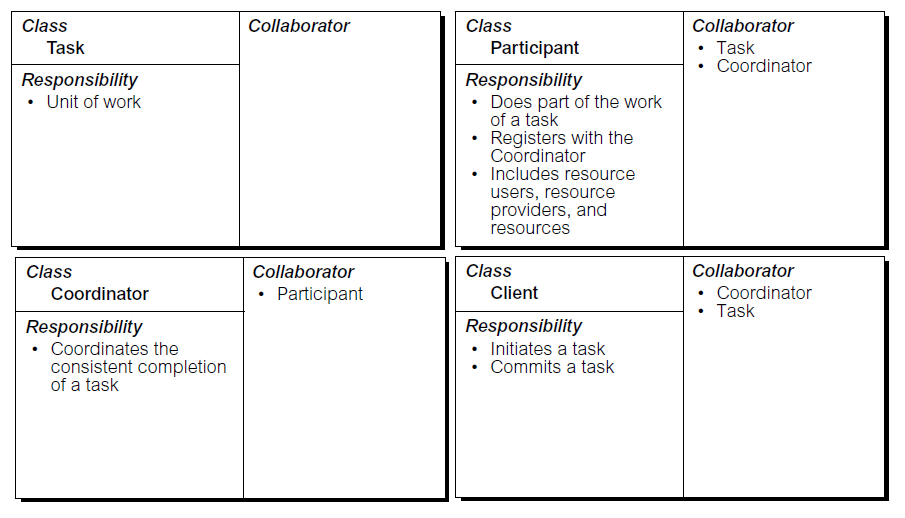 Class
Task
Collaborator
Responsibility
• Unit of work
Class
Participant
Collaborator
• Task
• Coordinator
Responsibility
• Does part of the work
of a task
• Registers with the
Coordinator
• Includes resource
users, resource
providers, and
resources
Class
Coordinator
Collaborator
• Participant
Responsibility
• Coordinates the
consistent completion
of a task
Class
Client
Collaborator
• Coordinator
• Task
Responsibility
• Initiates a task
• Commits a task